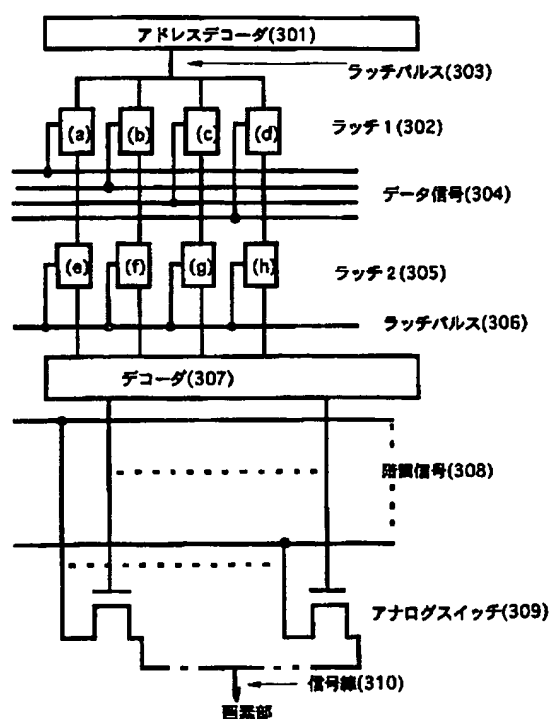 アドレスデコーダ(301)
ラッチパルス(303)
(a)
(b)
(c)
(d)
ラッチ1(302)
データ信号(304)
(e)
(f)
(g)
(h)
ラッチ2(305)
ラッチパルス(306)
デコーダ(307)
階調信号(308)
アナログスイッチ(309)
信号線(310)
画素部